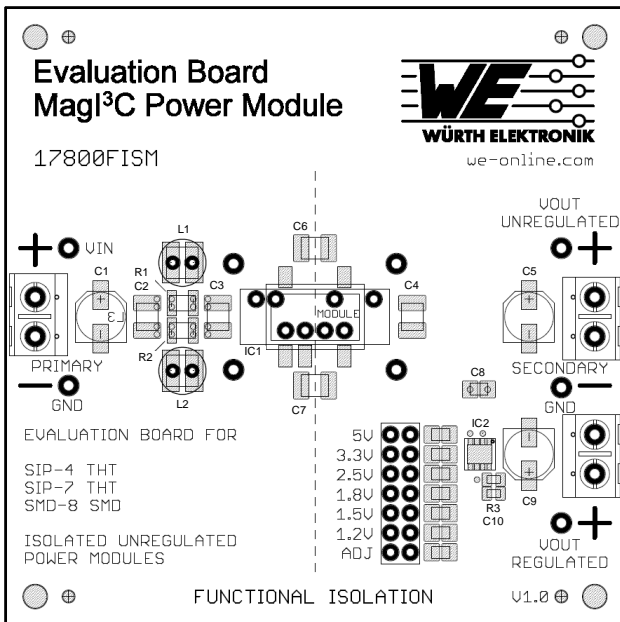 Evaluation Board
MagI³C Power Module
WE
WÜRTH ELEKTRONIK
17800FISM
we-online.com
VOUT
UNREGULATED
+
VIN
L1
C6
+
C1
R1
C2
C3
C4
C5
+
+
L3
MODULE
IC1
R2
PRIMARY
SECONDARY
GND
L2
C7
C8
GND
EVALUATION BOARD FOR
5V
IC2
3.3V
SIP-4 THT
2.5V
SIP-7 THT
1.8V
SMD-8 SMD
1.5V
R3
C9
+
1.2V
C10
ADJ
ISOLATED UNREGULATED
POWER MODULES
+
VOUT
REGULATED
FUNCTIONAL ISOLATION
V1.0